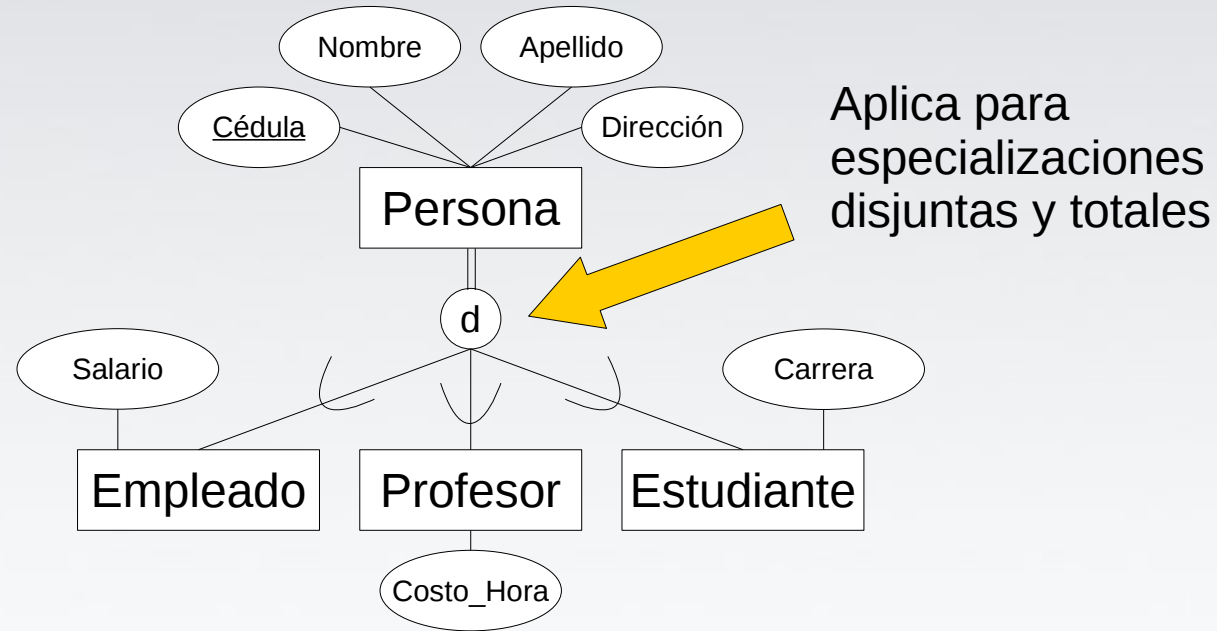 Nombre
Apellido
Cédula
Dirección
Aplica para
especializaciones
disjuntas y totales
Persona
d
Salario
Carrera
Empleado
Profesor
Estudiante
Costo_Hora